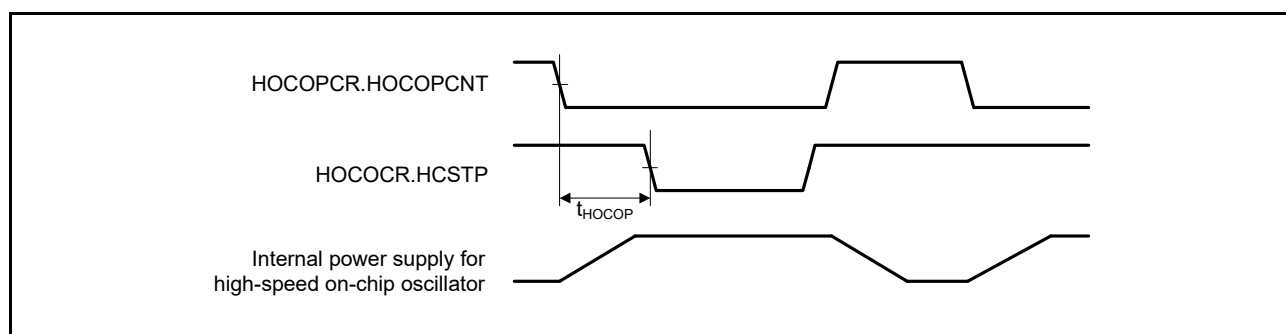 HOCOPCR.HOCOPCNT
HOCOCR.HCSTP
tHOCOP
Internal power supply for
high-speed on-chip oscillator